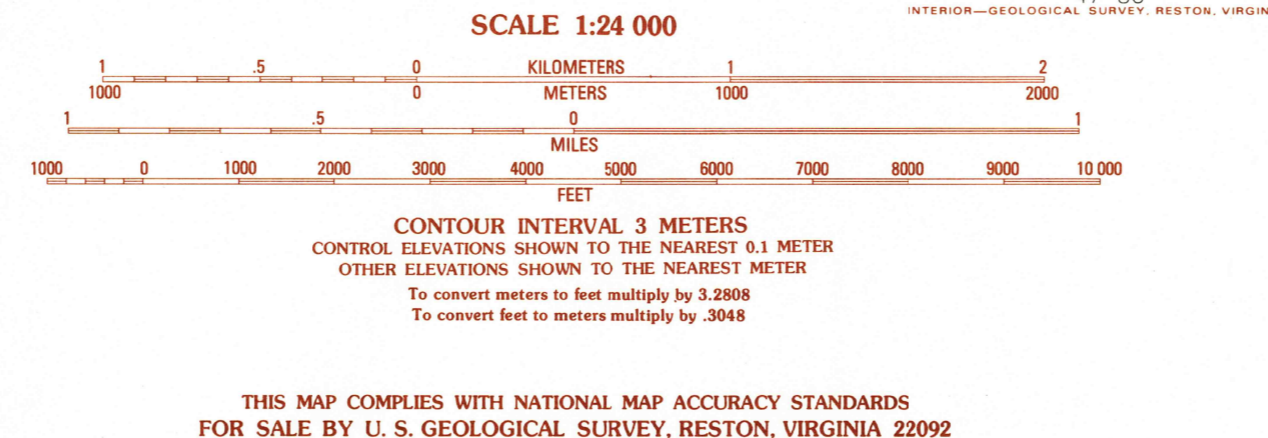 INTERIOR—GEOLOGICAL SURVEY, RESTON, VIRGIN
SCALE 1:24 000
1 .5 0 KILOMETERS 1 2
1000 0 METERS 1000 2000
1 .5 0 1
MILES
1000 0 1000 2000 3000 4000 5000 6000 7000 8000 9000 10 000
FEET
CONTOUR INTERVAL 3 METERS
CONTROL ELEVATIONS SHOWN TO THE NEAREST 0.1 METER
OTHER ELEVATIONS SHOWN TO THE NEAREST METER
To convert meters to feet multiply by 3.2808
To convert feet to meters multiply by .3048
THIS MAP COMPLIES WITH NATIONAL MAP ACCURACY STANDARDS
FOR SALE BY U. S. GEOLOGICAL SURVEY, RESTON, VIRGINIA 22092